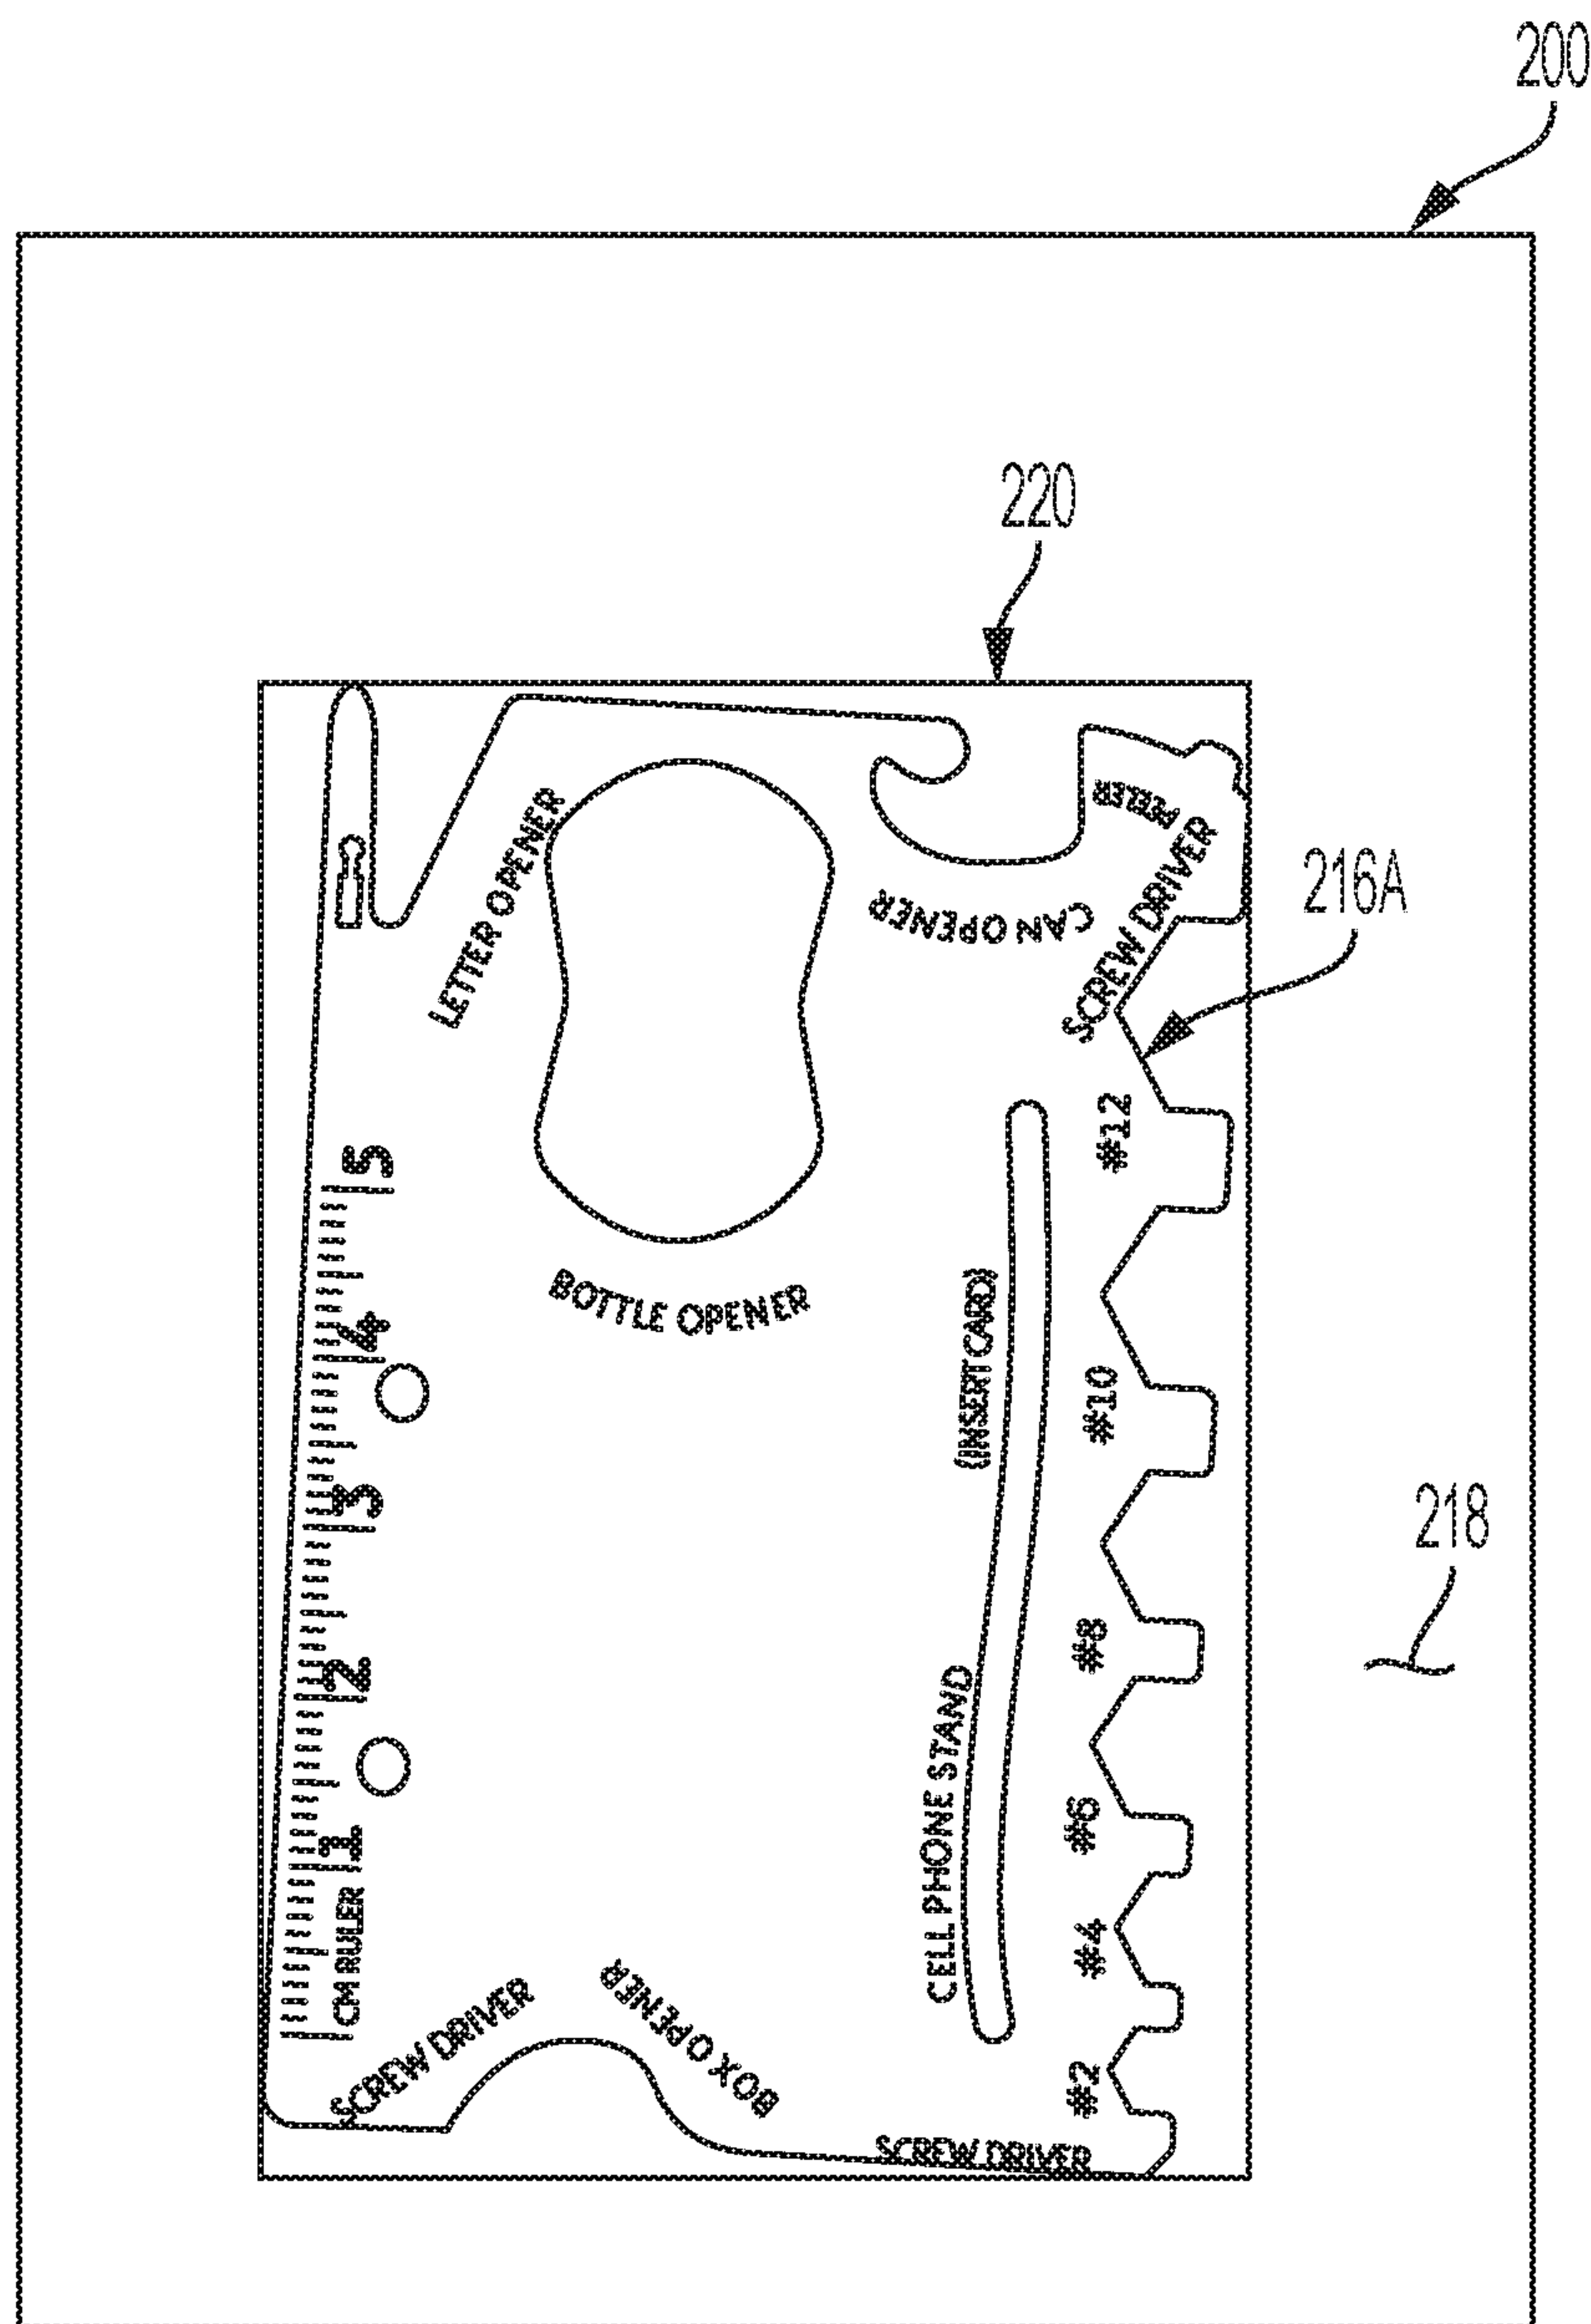 200
220
PEELER
SCREW DRIVER
216A
LETTER OPENER
CAN OPENER
#12
5
BOTTLE OPENER
(INSERT CARD)
4
#10
3
218
#8
2
CELL PHONE STAND
#6
1
CM RULER
#4
SCREW DRIVER
BOX OPENER
#2
SCREW DRIVER